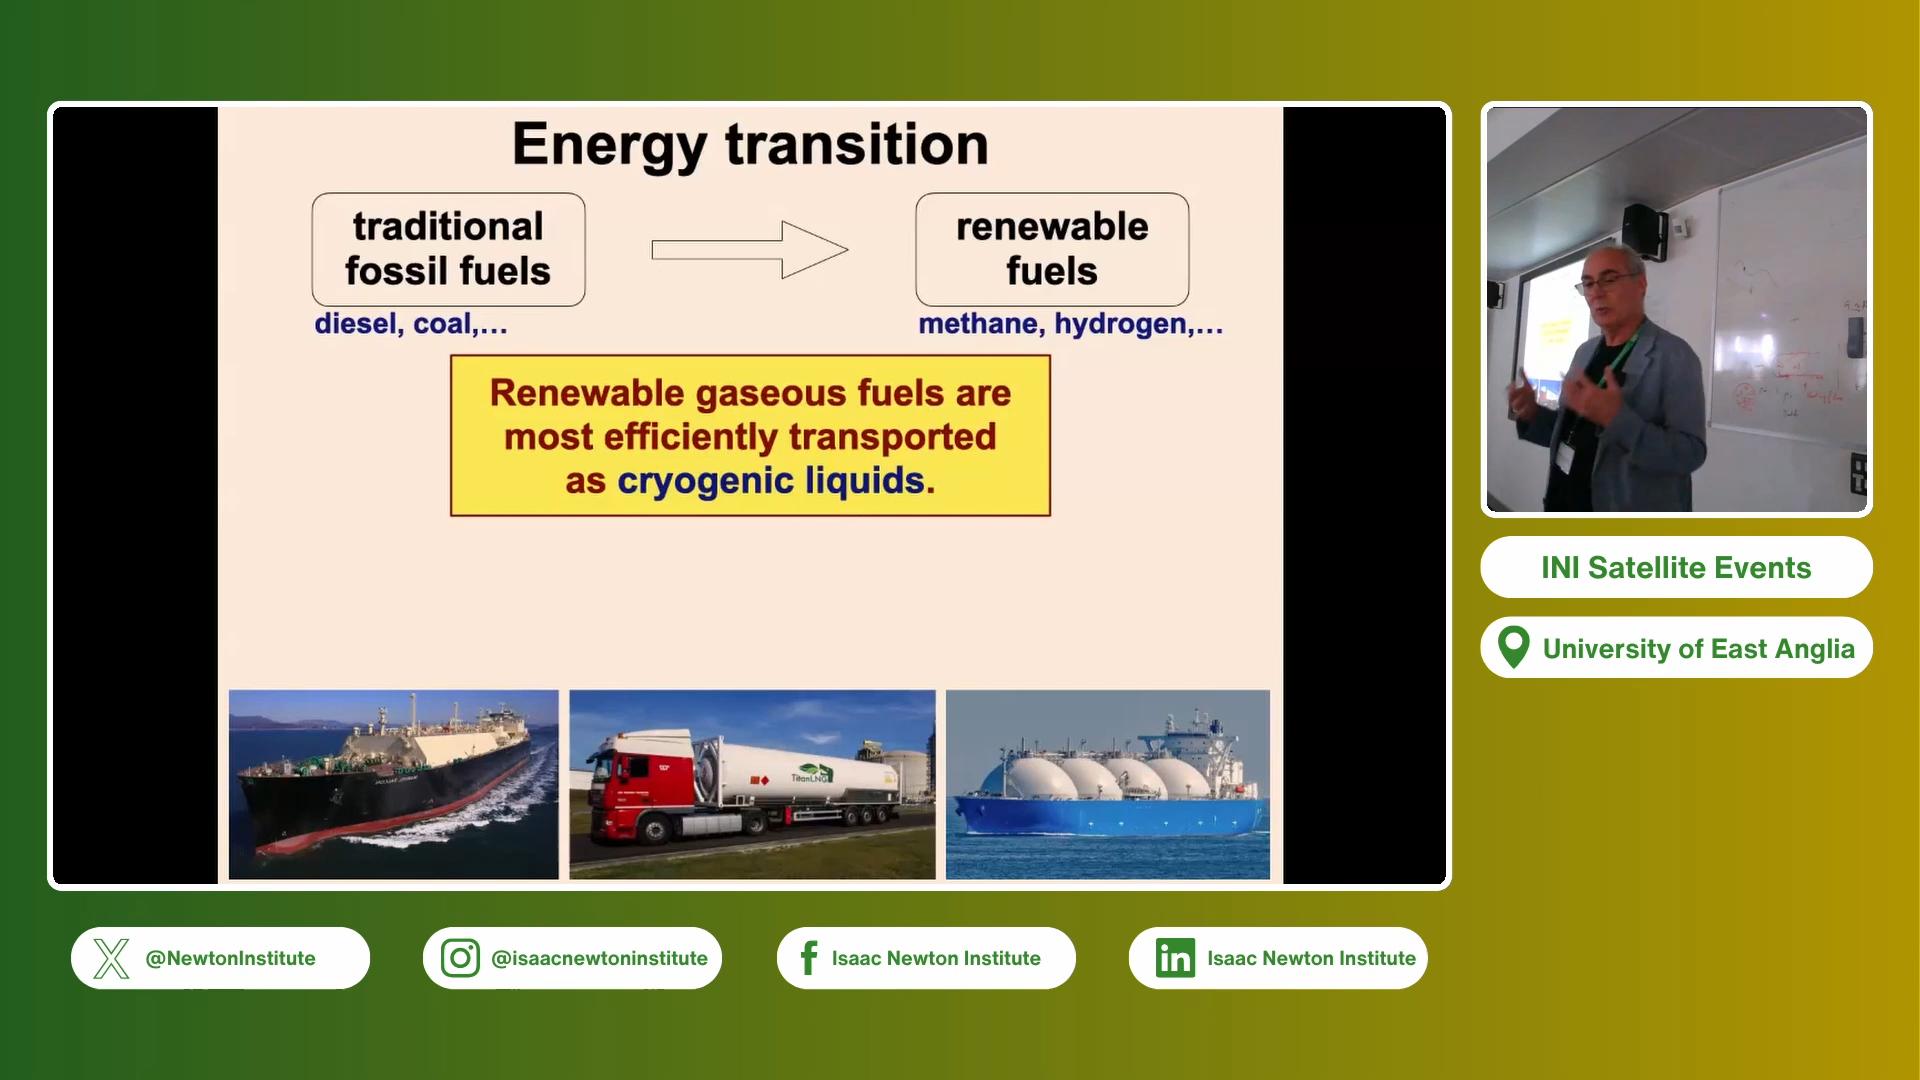 Energy transition
traditional
fossil fuels
renewable
fuels
diesel, coal,...
methane, hydrogen,...
Renewable gaseous fuels are
most efficiently transported
as cryogenic liquids.
TitanLNG
INI Satellite Events
University of East Anglia
@NewtonInstitute
@isaacnewtoninstitute
Isaac Newton Institute
Isaac Newton Institute